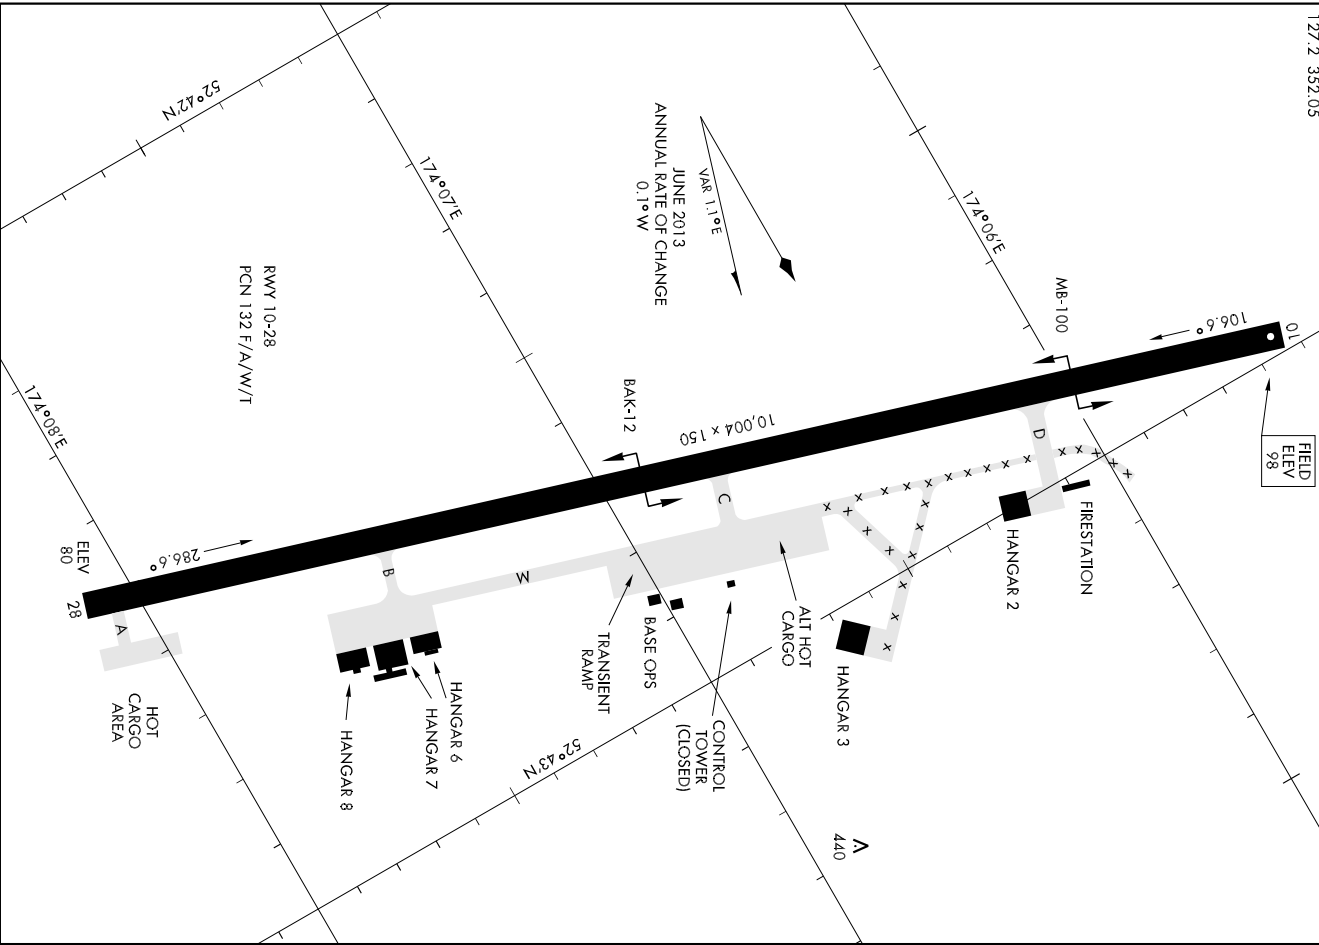 127.2 352.05
FIELD
ELEV
98
10
106.6°
MB-100
174°06'E
D
FIRESTATION
HANGAR 2
VAR 1.1°E
JUNE 2013
ANNUAL RATE OF CHANGE
0.1°W
10,004 x 150
ALT HOT
CARGO
HANGAR 3
440
BAK-12
C
CONTROL
TOWER
(CLOSED)
BASE OPS
TRANSIENT
RAMP
W
174°07'E
52°43'N
HANGAR 6
HANGAR 7
HANGAR 8
B
RWY 10-28
PCN 132 F/A/W/T
52°42'N
286.6°
HOT
CARGO
AREA
A
ELEV
80
28
174°08'E
X X X X X X X X X X X X X X X X X X X X X X X X